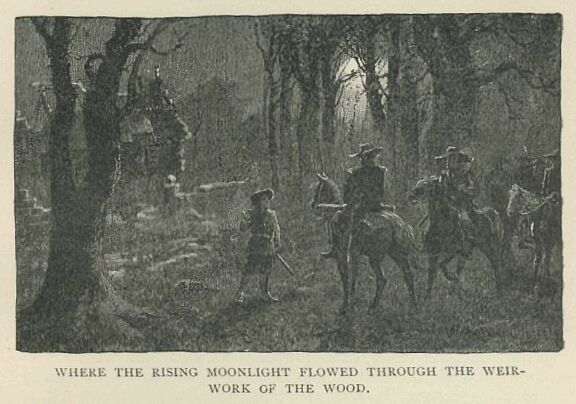 WHERE THE RISING MOONLIGHT FLOWED THROUGH THE WEIR-
WORK OF THE WOOD.